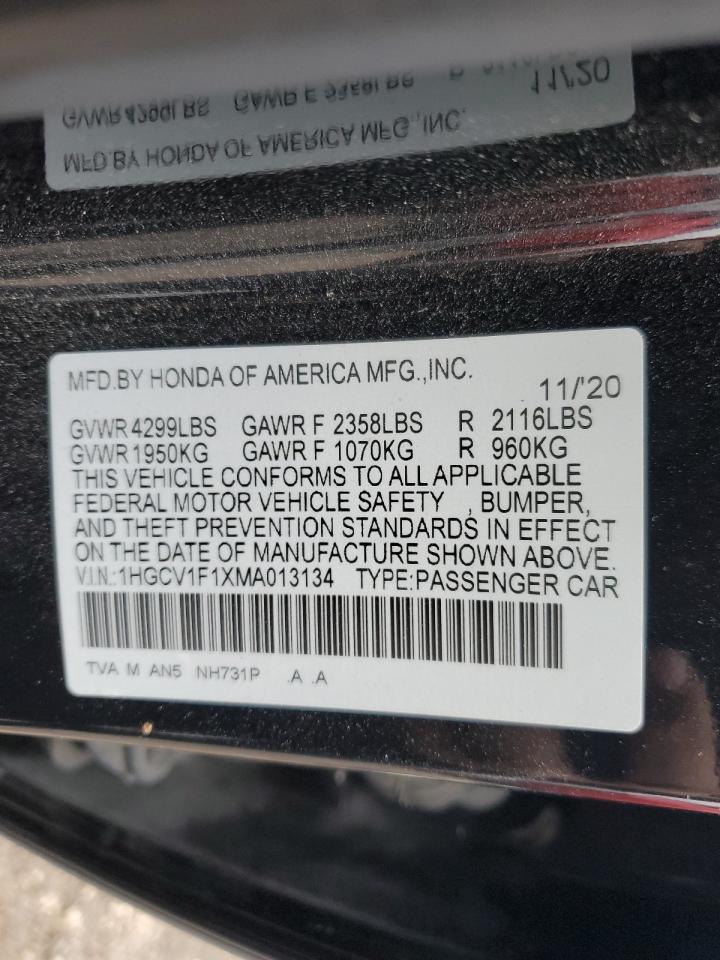 MFD.BY HONDA OF AMERICA MFG.,INC. 11/'20
GVWR 4299LBS GAWR F 2358LBS R 2116LBS
GVWR 1950KG GAWR F 1070KG R 960KG
THIS VEHICLE CONFORMS TO ALL APPLICABLE
FEDERAL MOTOR VEHICLE SAFETY , BUMPER,
AND THEFT PREVENTION STANDARDS IN EFFECT
ON THE DATE OF MANUFACTURE SHOWN ABOVE.
V.I.N.:1HGCV1F1XMA013134 TYPE:PASSENGER CAR
TVA M AN5 NH731P .A .A